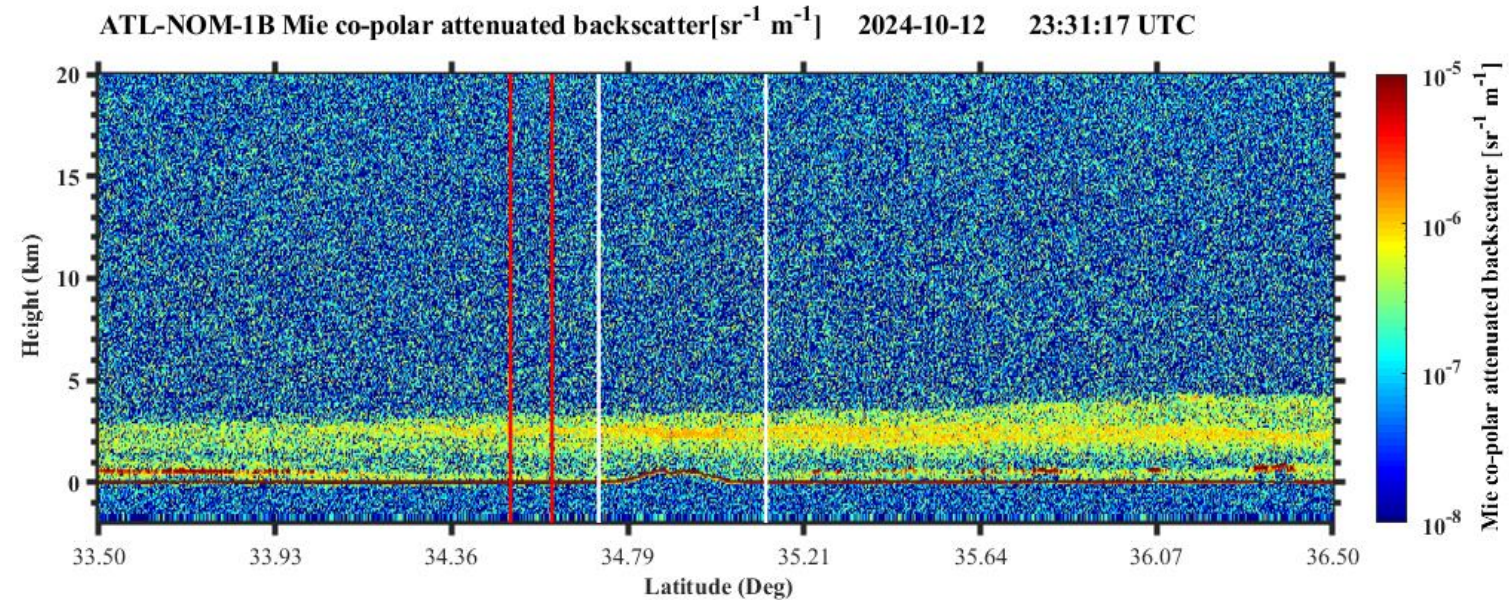 ATL-NOM-1B Mie co-polar attenuated backscatter[sr⁻¹ m⁻¹] 2024-10-12 23:31:17 UTC
20
15
10
5
0
Height (km)
33.50 33.93 34.36 34.79 35.21 35.64 36.07 36.50
Latitude (Deg)
10⁻⁵
10⁻⁶
10⁻⁷
10⁻⁸
Mie co-polar attenuated backscatter [sr⁻¹ m⁻¹]